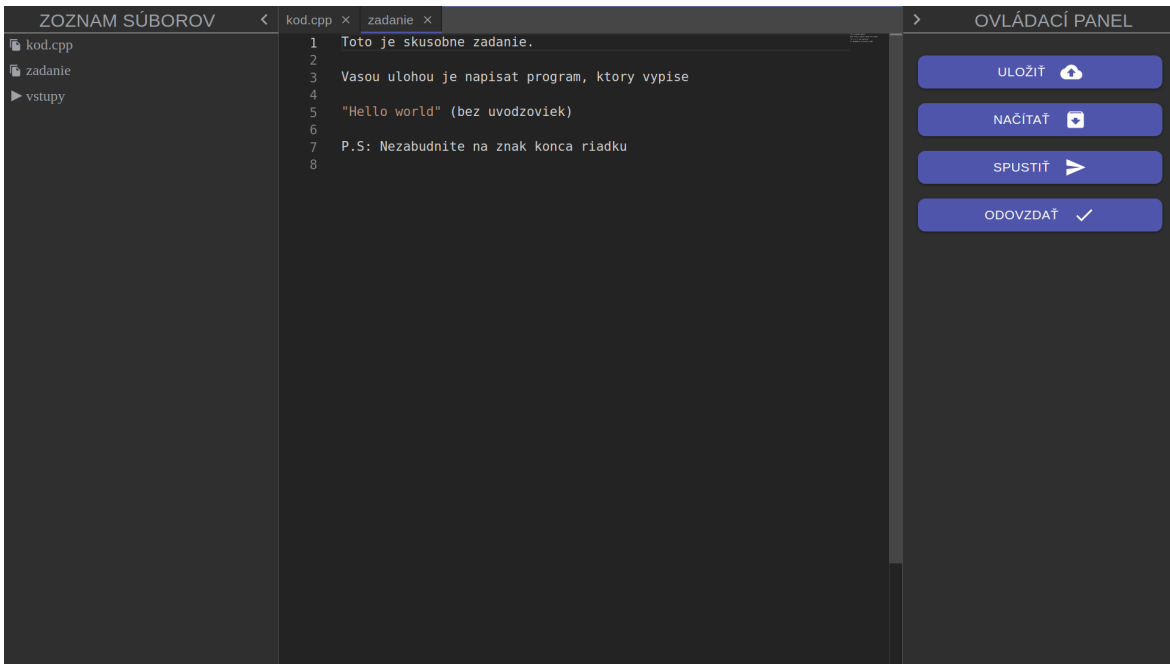 ZOZNAM SÚBOROV
kod.cpp
zadanie
vstupy
kod.cpp zadanie
1 Toto je skusobne zadanie.
2
3 Vasou ulohou je napisat program, ktory vypise
4
5 "Hello world" (bez uvodzoviek)
6
7 P.S: Nezabudnite na znak konca riadku
8
OVLÁDACÍ PANEL
ULOŽIŤ
NAČÍTAŤ
SPUSTIŤ
ODOVZDAŤ